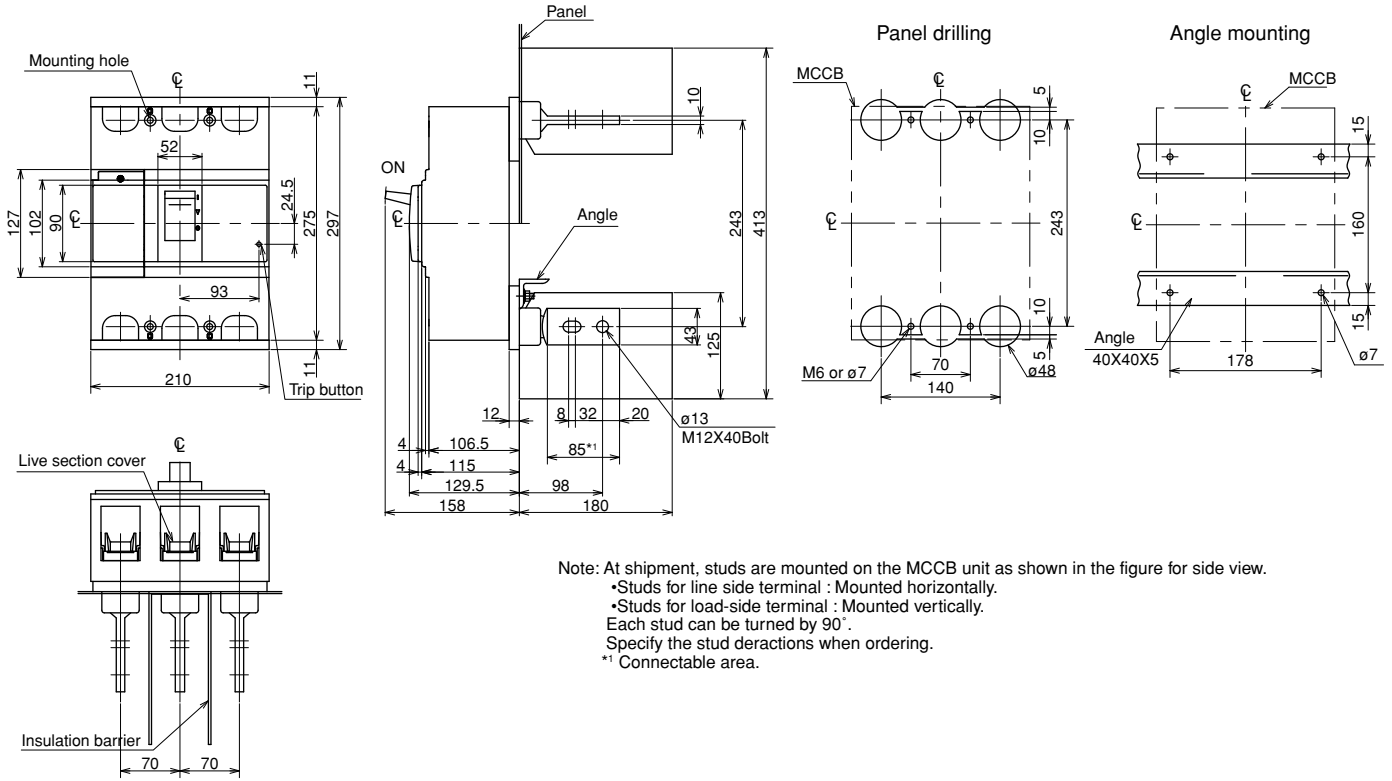 Mounting hole
℄
11
52
127
102
90
℄
24.5
275
297
93
11
210
Trip button
Panel
10
ON
℄
Angle
243
413
43
125
12
8
32
20
ø13
M12X40Bolt
85*1
4
106.5
4
115
129.5
98
158
180
Panel drilling
MCCB
℄
5
10
℄
243
10
5
M6 or ø7
70
ø48
140
Angle mounting
MCCB
℄
15
℄
160
15
Angle
40X40X5
178
ø7
℄
Live section cover
Insulation barrier
70
70
Note: At shipment, studs are mounted on the MCCB unit as shown in the figure for side view.
•Studs for line side terminal : Mounted horizontally.
•Studs for load-side terminal : Mounted vertically.
Each stud can be turned by 90˚.
Specify the stud deractions when ordering.
*1 Connectable area.